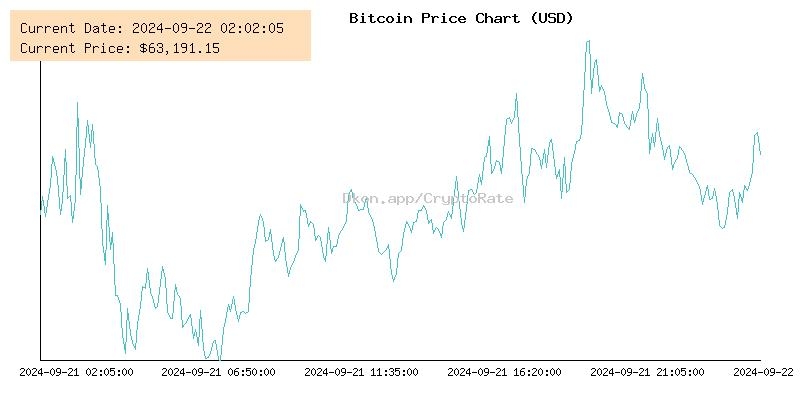 Bitcoin Price Chart (USD)
Current Date: 2024-09-22 02:02:05
Current Price: $63,191.15
Dken.app/CryptoRate
2024-09-21 02:05:00 2024-09-21 06:50:00 2024-09-21 11:35:00 2024-09-21 16:20:00 2024-09-21 21:05:00 2024-09-22